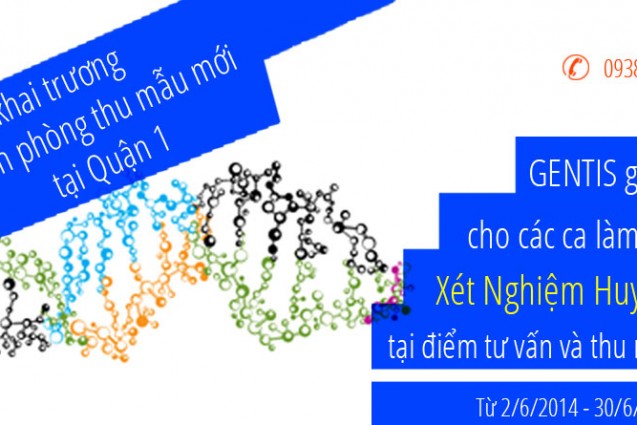 khai trương
phòng thu mẫu mới
tại Quận 1
0938
GENTIS
cho các ca làm
Xét Nghiệm Huy
tại điểm tư vấn và thu
Từ 2/6/2014 - 30/6/